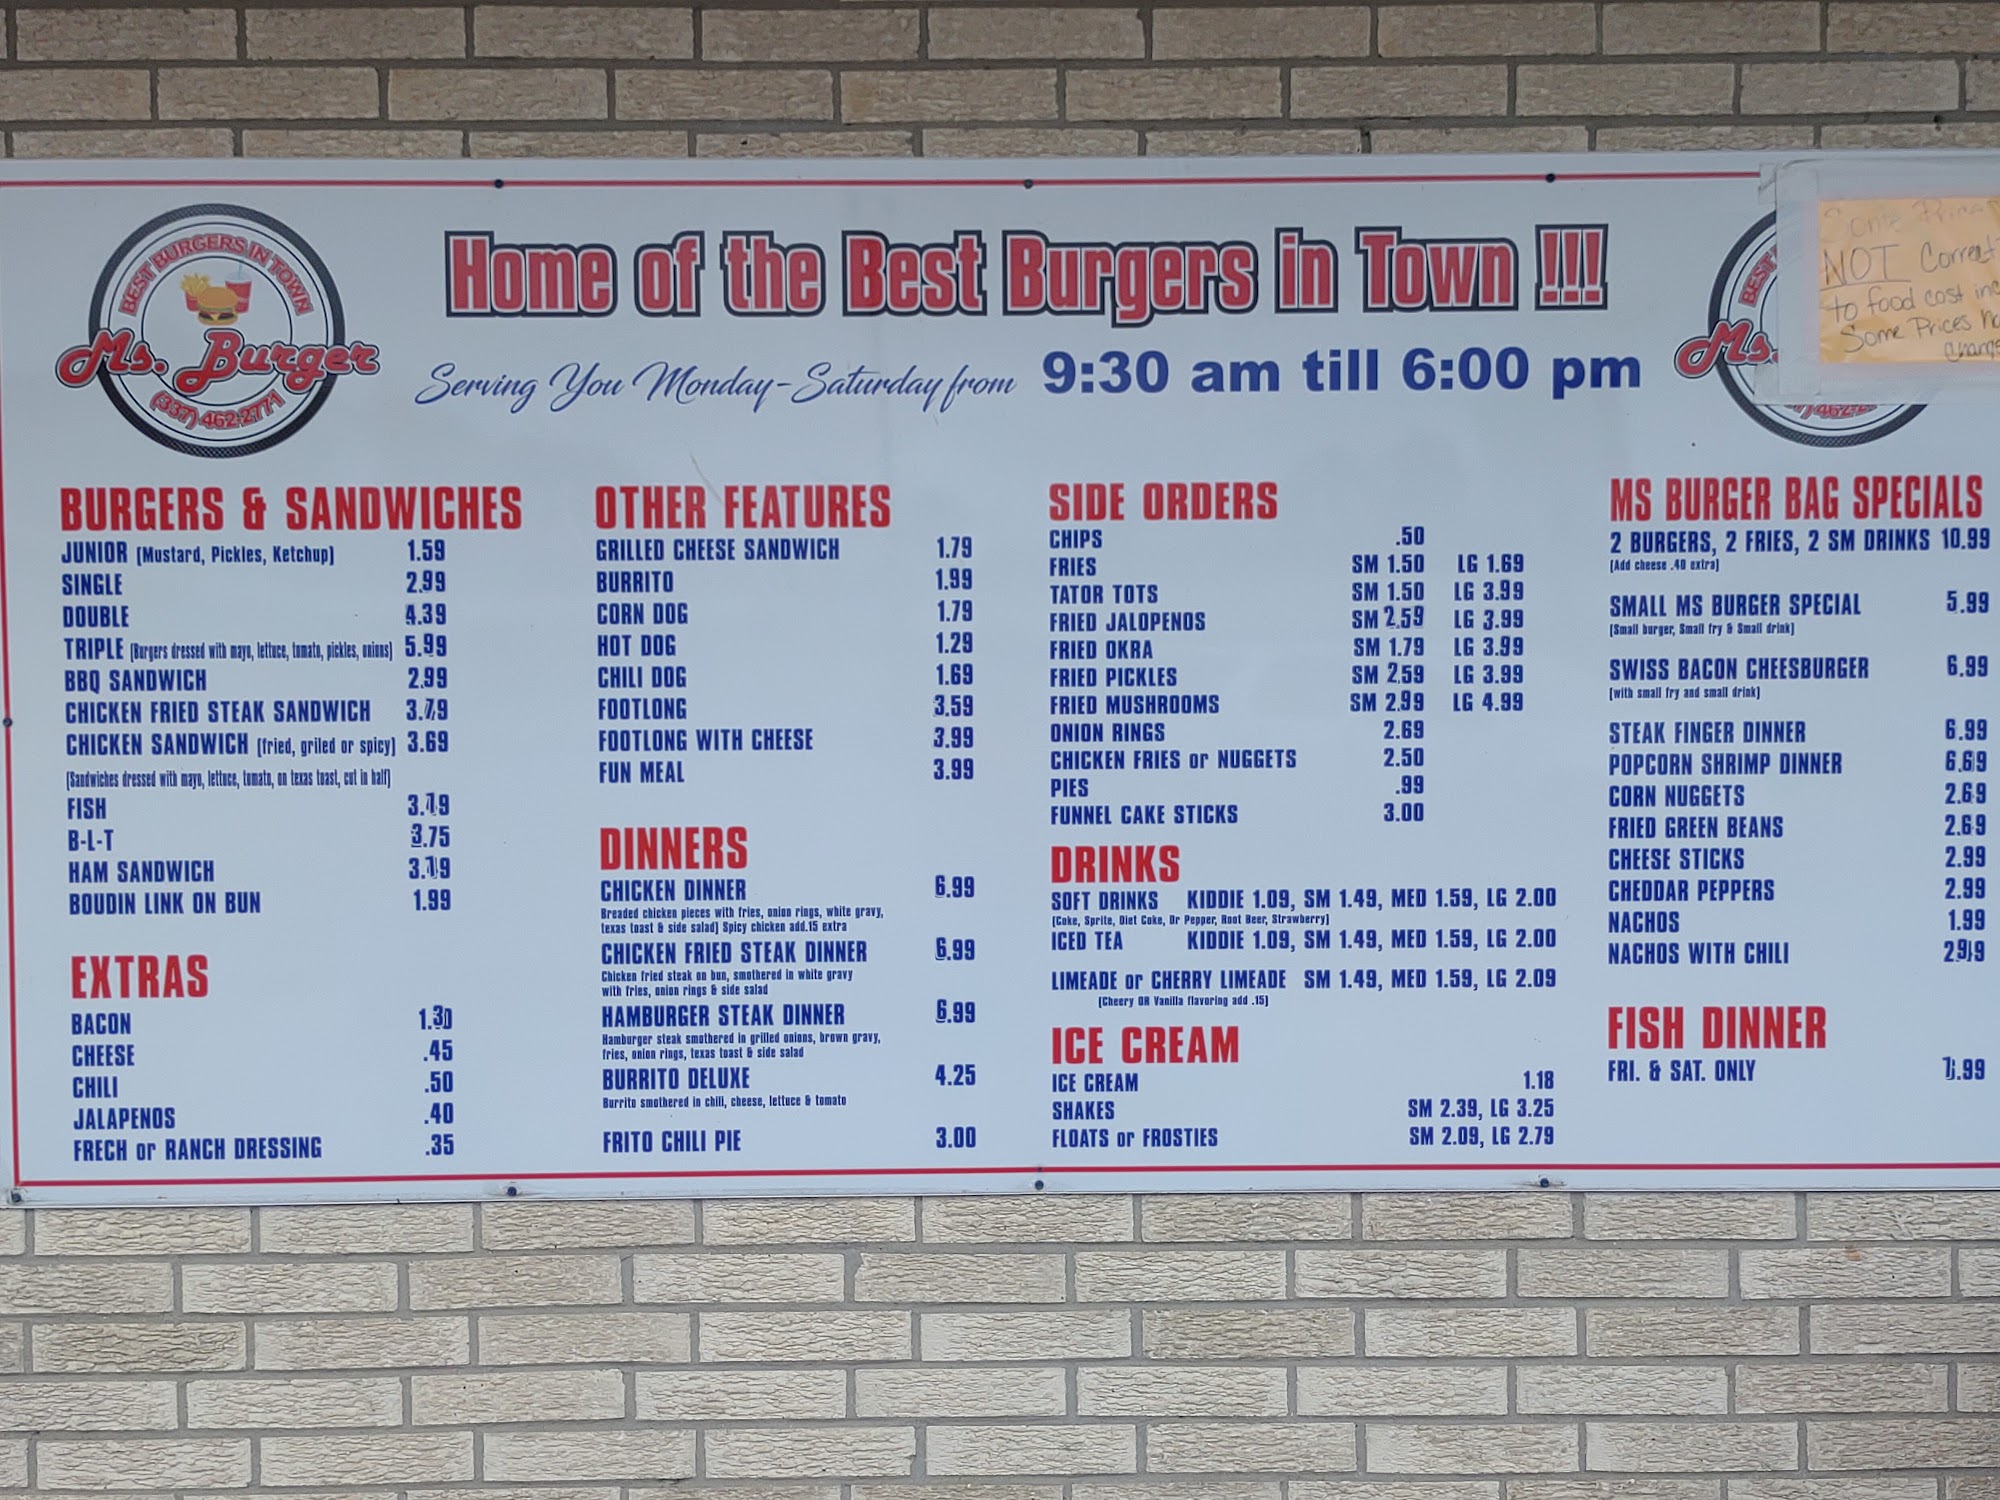 BEST BURGERS IN TOWN
Ms. Burger
(337) 462-2771
Home of the Best Burgers in Town !!!
Serving You Monday-Saturday from 9:30 am till 6:00 pm
BEST
Ms.
NOT Correct
to food cost
Some Prices
BURGERS & SANDWICHES
JUNIOR (Mustard, Pickles, Ketchup) 1.59
SINGLE 2.99
DOUBLE 4.39
TRIPLE (Burgers dressed with mayo, lettuce, tomato, pickles, onions) 5.99
BBQ SANDWICH 2.99
CHICKEN FRIED STEAK SANDWICH 3.79
CHICKEN SANDWICH (fried, griled or spicy) 3.69
(Sandwiches dressed with mayo, lettuce, tomato, on texas toast, cut in half)
FISH
B-L-T 3.75
HAM SANDWICH
BOUDIN LINK ON BUN 1.99
EXTRAS
BACON 1.30
CHEESE .45
CHILI .50
JALAPENOS .40
FRECH or RANCH DRESSING .35
OTHER FEATURES
GRILLED CHEESE SANDWICH 1.79
BURRITO 1.99
CORN DOG 1.79
HOT DOG 1.29
CHILI DOG 1.69
FOOTLONG 3.59
FOOTLONG WITH CHEESE 3.99
FUN MEAL 3.99
DINNERS
CHICKEN DINNER 6.99
Breaded chicken pieces with fries, onion rings, white gravy,
texas toast & side salad) Spicy chicken add.15 extra
CHICKEN FRIED STEAK DINNER 6.99
Chicken fried steak on bun, smothered in white gravy
with fries, onion rings & side salad
HAMBURGER STEAK DINNER 6.99
Hamburger steak smothered in grilled onions, brown gravy,
fries, onion rings, texas toast & side salad
BURRITO DELUXE 4.25
Burrito smothered in chili, cheese, lettuce & tomato
FRITO CHILI PIE 3.00
SIDE ORDERS
CHIPS .50
FRIES SM 1.50 LG 1.69
TATOR TOTS SM 1.50 LG 3.99
FRIED JALOPENOS SM 2.59 LG 3.99
FRIED OKRA SM 1.79 LG 3.99
FRIED PICKLES SM 2.59 LG 3.99
FRIED MUSHROOMS SM 2.99 LG 4.99
ONION RINGS 2.69
CHICKEN FRIES or NUGGETS 2.50
PIES .99
FUNNEL CAKE STICKS 3.00
DRINKS
SOFT DRINKS KIDDIE 1.09, SM 1.49, MED 1.59, LG 2.00
(Coke, Sprite, Diet Coke, Dr Pepper, Root Beer, Strawberry)
ICED TEA KIDDIE 1.09, SM 1.49, MED 1.59, LG 2.00
LIMEADE or CHERRY LIMEADE SM 1.49, MED 1.59, LG 2.09
(Cheery OR Vanilla flavoring add .15)
ICE CREAM
ICE CREAM 1.18
SHAKES SM 2.39, LG 3.25
FLOATS or FROSTIES SM 2.09, LG 2.79
MS BURGER BAG SPECIALS
2 BURGERS, 2 FRIES, 2 SM DRINKS 10.99
(Add cheese .40 extra)
SMALL MS BURGER SPECIAL 5.99
(Small burger, Small fry & Small drink)
SWISS BACON CHEESBURGER 6.99
(with small fry and small drink)
STEAK FINGER DINNER 6.99
POPCORN SHRIMP DINNER 6.69
CORN NUGGETS 2.69
FRIED GREEN BEANS 2.69
CHEESE STICKS 2.99
CHEDDAR PEPPERS 2.99
NACHOS 1.99
NACHOS WITH CHILI
FISH DINNER
FRI. & SAT. ONLY